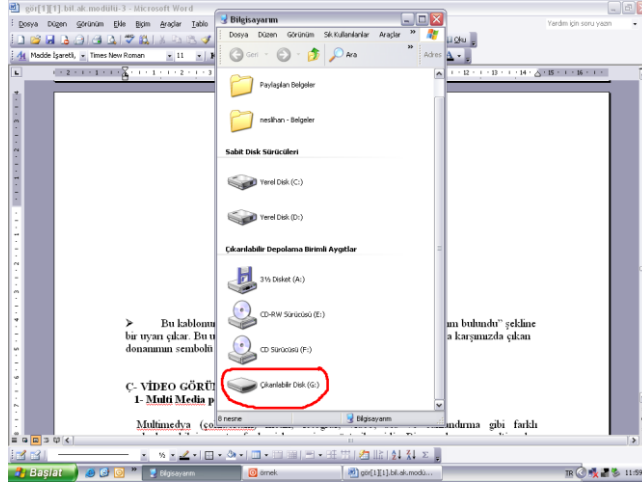 gör[1][1].bil.ak.modülü-3 - Microsoft Word
Dosya Düzen Görünüm Ekle Biçim Araçlar Tablo
Yardım için soru yazın
Madde İşareti, Times New Roman 11
Bilgisayarım
Dosya Düzen Görünüm Sık Kullanılanlar Araçlar »
Geri Ara » Adres
Paylaşılan Belgeler
neslihan - Belgeler
Sabit Disk Sürücüleri
Yerel Disk (C:)
Yerel Disk (D:)
Çıkarılabilir Depolama Birimli Aygıtlar
3½ Disket (A:)
CD-RW Sürücüsü (E:)
CD Sürücüsü (F:)
Çıkarılabilir Disk (G:)
8 nesne Bilgisayarım
Bu kablonu
ım bulundu” şekline
bir uyarı çıkar. Bu u
a karşımızda çıkan
donanımın sembolü
Ç- VİDEO GÖRÜ
1- Multi Media p
Multimedya
gibi farklı
Başlat Bilgisayarım örnek gör[1][1].bil.ak.modü... TR 11:59